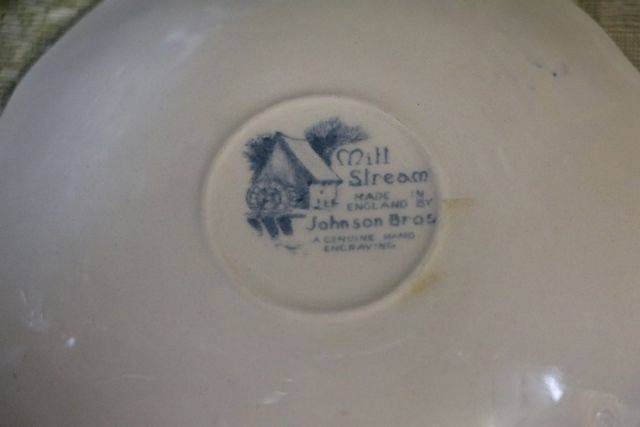 Mill
Stream
MADE IN
ENGLAND BY
Johnson Bros
A GENUINE HAND
ENGRAVING